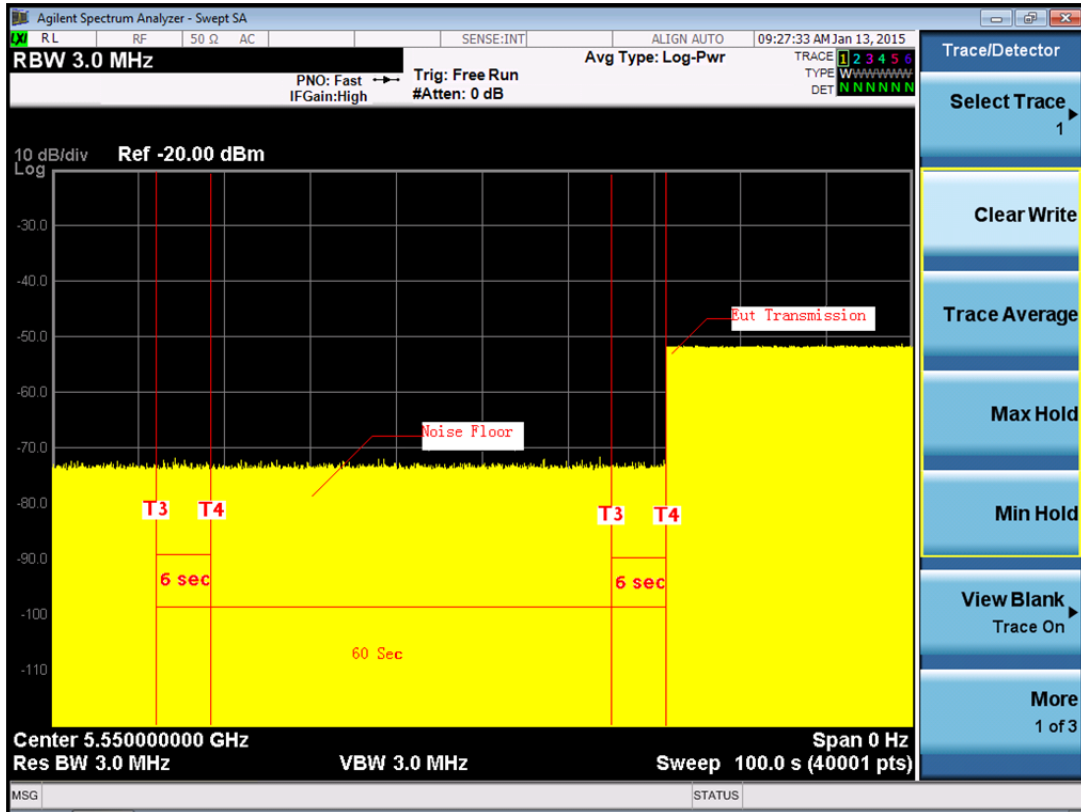 Agilent Spectrum Analyzer - Swept SA
LXI RL RF 50 Ω AC SENSE:INT ALIGN AUTO 09:27:33 AM Jan 13, 2015
RBW 3.0 MHz
PNO: Fast
IFGain:High
Trig: Free Run
#Atten: 0 dB
Avg Type: Log-Pwr
TRACE 1 2 3 4 5 6
TYPE W W W W W W
DET N N N N N N
10 dB/div Ref -20.00 dBm
Log
-30.0
-40.0
-50.0
-60.0
-70.0
-80.0
-90.0
-100
-110
Eut Transmission
Noise Floor
T3 T4 T3 T4
6 sec 6 sec
60 Sec
Center 5.550000000 GHz Span 0 Hz
Res BW 3.0 MHz VBW 3.0 MHz Sweep 100.0 s (40001 pts)
MSG STATUS
Trace/Detector
Select Trace
1
Clear Write
Trace Average
Max Hold
Min Hold
View Blank
Trace On
More
1 of 3